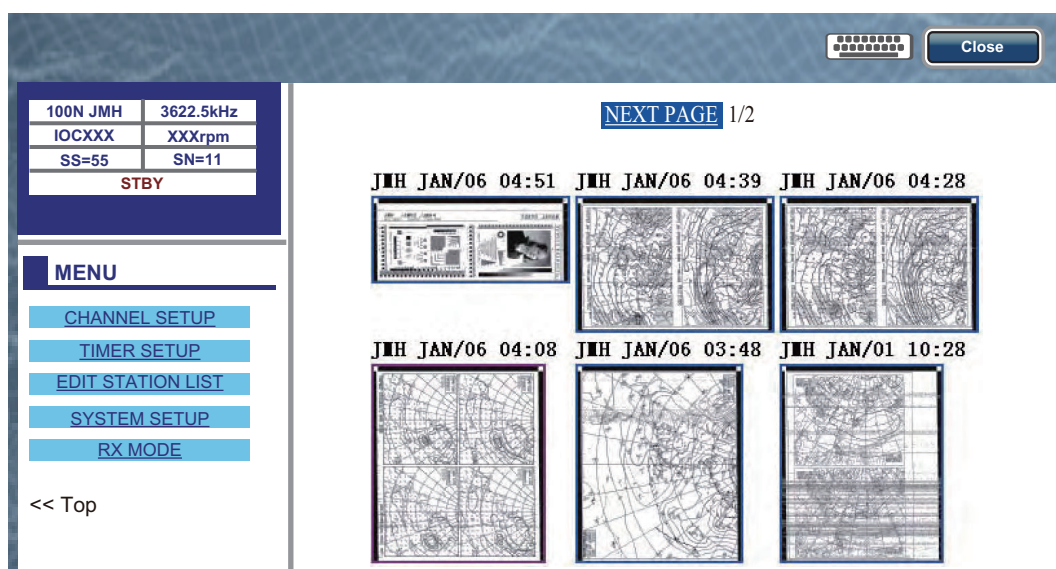 Close
100N JMH 3622.5kHz
IOCXXX XXXrpm
SS=55 SN=11
STBY
MENU
CHANNEL SETUP
TIMER SETUP
EDIT STATION LIST
SYSTEM SETUP
RX MODE
<< Top
NEXT PAGE 1/2
JMH JAN/06 04:51 JMH JAN/06 04:39 JMH JAN/06 04:28
JMH JAN/06 04:08 JMH JAN/06 03:48 JMH JAN/01 10:28